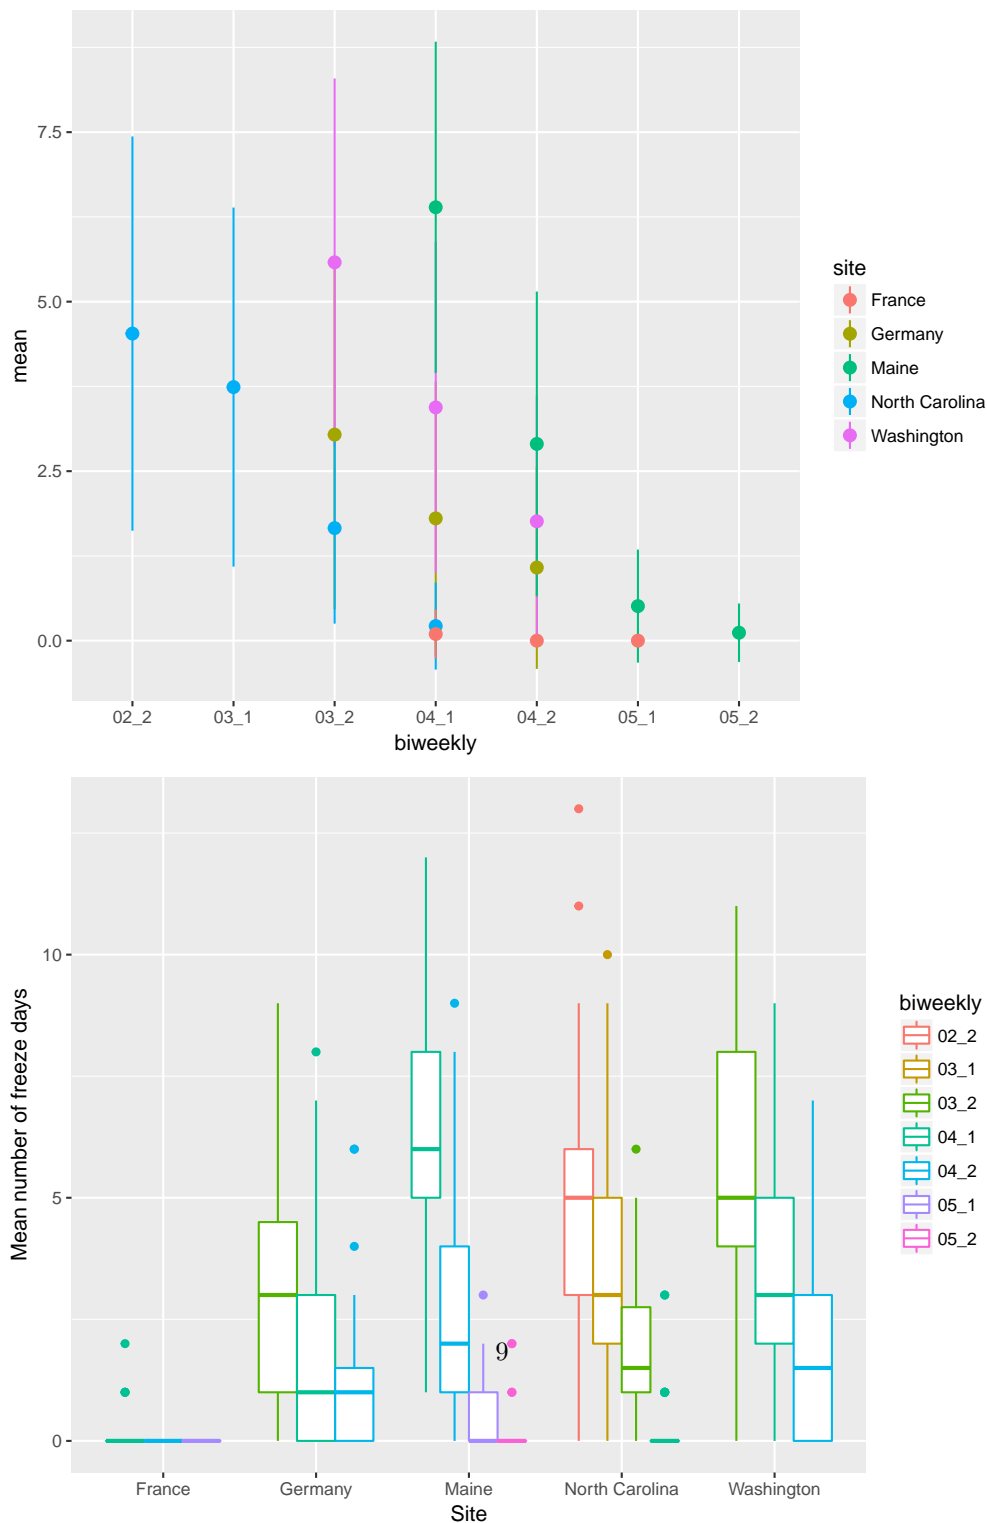 7.5
5.0
2.5
0.0
mean
02_2 03_1 03_2 04_1 04_2 05_1 05_2
biweekly
site
France
Germany
Maine
North Carolina
Washington
10
5
0
Mean number of freeze days
9
France Germany Maine North Carolina Washington
Site
biweekly
02_2
03_1
03_2
04_1
04_2
05_1
05_2